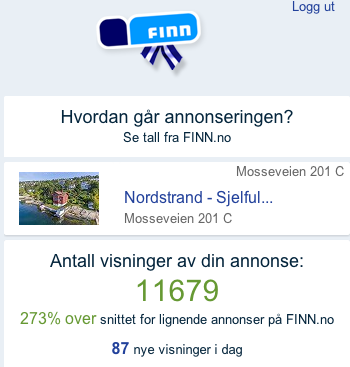 Logg ut
FINN
Hvordan går annonseringen?
Se tall fra FINN.no
Mosseveien 201 C
Nordstrand - Sjelful...
Mosseveien 201 C
Antall visninger av din annonse:
11679
273% over snittet for lignende annonser på FINN.no
87 nye visninger i dag